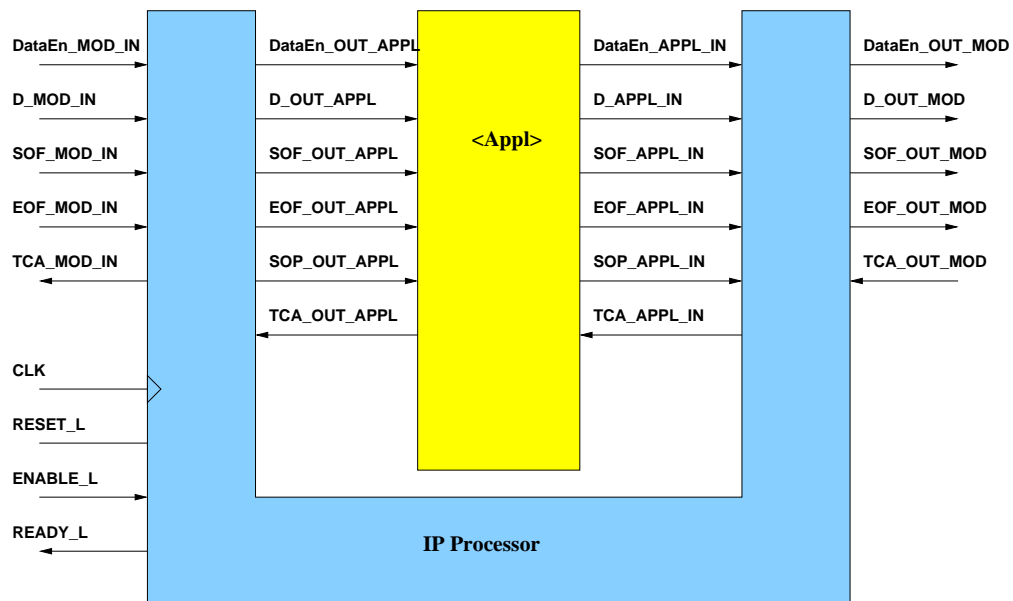 DataEn_MOD_IN
DataEn_OUT_APPL
DataEn_APPL_IN
DataEn_OUT_MOD
D_MOD_IN
D_OUT_APPL
D_APPL_IN
D_OUT_MOD
<Appl>
SOF_MOD_IN
SOF_OUT_APPL
SOF_APPL_IN
SOF_OUT_MOD
EOF_MOD_IN
EOF_OUT_APPL
EOF_APPL_IN
EOF_OUT_MOD
TCA_MOD_IN
SOP_OUT_APPL
SOP_APPL_IN
TCA_OUT_MOD
TCA_OUT_APPL
TCA_APPL_IN
CLK
RESET_L
ENABLE_L
READY_L
IP Processor